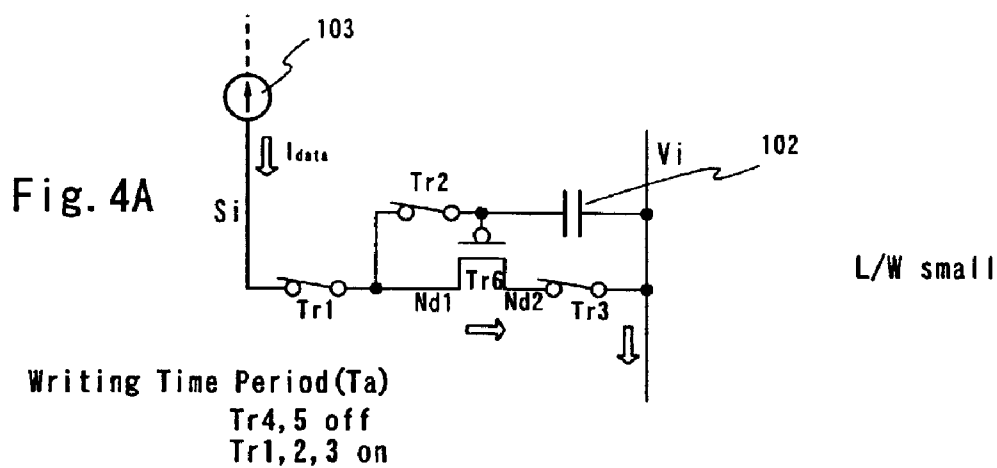 103
Idata
102
Vi
Tr2
Fig. 4A
Si
L/W small
Tr6
Tr1
Nd1
Nd2
Tr3
Writing Time Period(Ta)
Tr4,5 off
Tr1,2,3 on